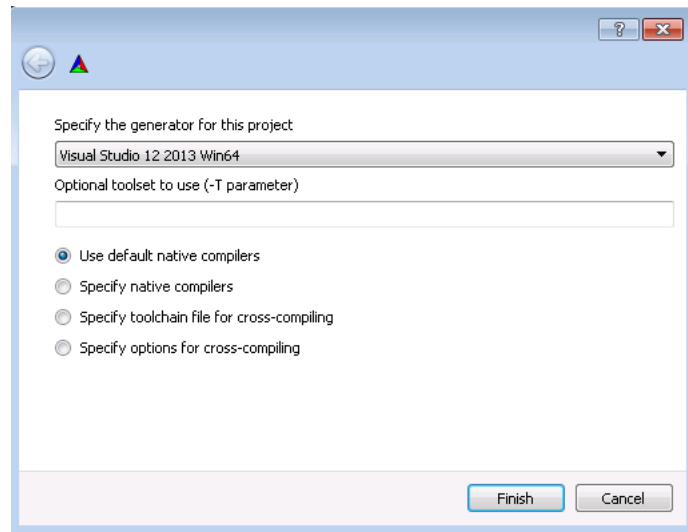 Specify the generator for this project
Visual Studio 12 2013 Win64
Optional toolset to use (-T parameter)
Use default native compilers
Specify native compilers
Specify toolchain file for cross-compiling
Specify options for cross-compiling
Finish Cancel